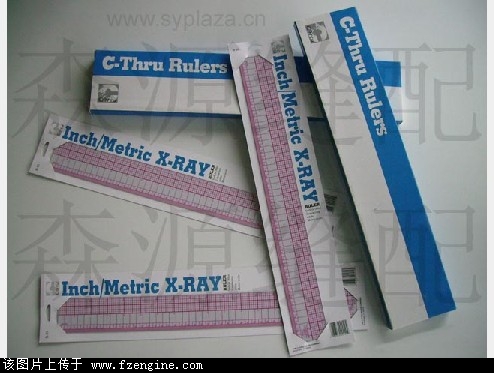 www.syplaza.cn
C-Thru Rulers
C-Thru Rulers
Inch/Metric X-RAY
RULER
Inch/Metric X-RAY
Inch/Metric X-RAY
森源缝配
森源缝配
该图片上传于 www.fzengine.com